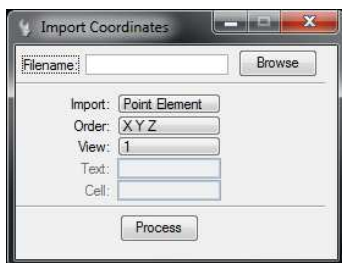 Import Coordinates
Filename: Browse
Import: Point Element
Order: X Y Z
View: 1
Text:
Cell:
Process